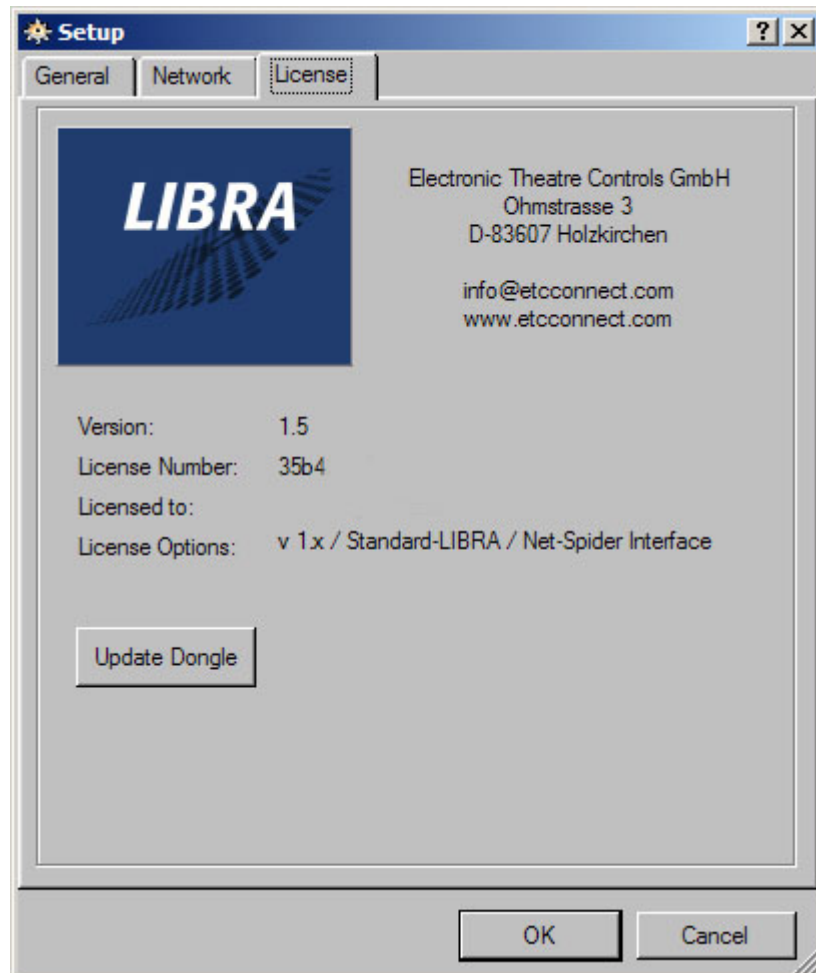 Setup
General Network License
LIBRA
Electronic Theatre Controls GmbH
Ohmstrasse 3
D-83607 Holzkirchen
info@etcconnect.com
www.etcconnect.com
Version: 1.5
License Number: 35b4
Licensed to:
License Options: v 1.x / Standard-LIBRA / Net-Spider Interface
Update Dongle
OK Cancel